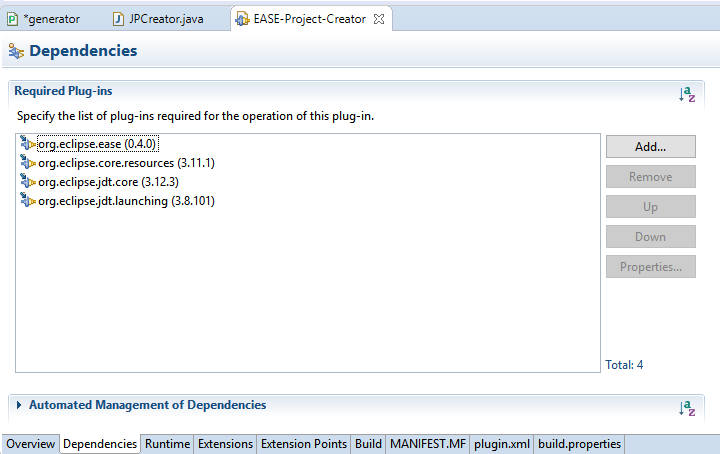 *generator
JPCreator.java
EASE-Project-Creator
Dependencies
Required Plug-ins
Specify the list of plug-ins required for the operation of this plug-in.
org.eclipse.ease (0.4.0)
org.eclipse.core.resources (3.11.1)
org.eclipse.jdt.core (3.12.3)
org.eclipse.jdt.launching (3.8.101)
Add...
Remove
Up
Down
Properties...
Total: 4
Automated Management of Dependencies
Overview Dependencies Runtime Extensions Extension Points Build MANIFEST.MF plugin.xml build.properties